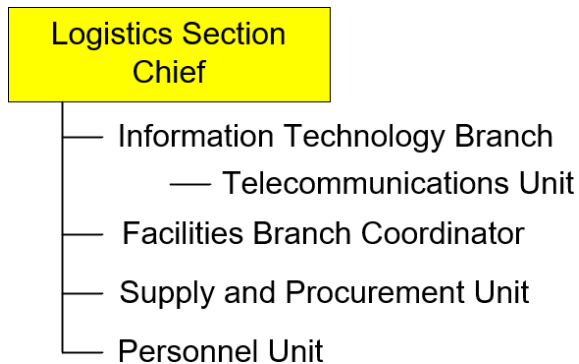 Logistics Section
Chief
Information Technology Branch
Telecommunications Unit
Facilities Branch Coordinator
Supply and Procurement Unit
Personnel Unit